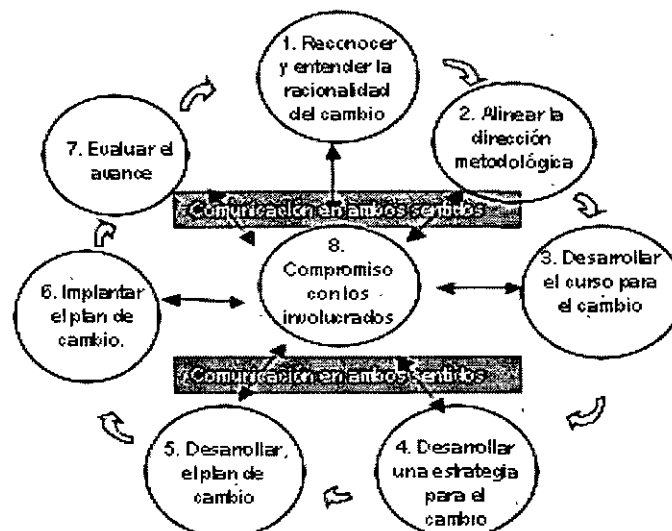 1. Reconocer
y entender la
racionalidad
del cambio
2. Alinear la
dirección
metodológica
3. Desarrollar
el curso para
el cambio
4. Desarrollar
una estrategia
para el
cambio
5. Desarrollar,
el plan de
cambio
6. Implantar
el plan de
cambio.
7. Evaluar el
avance
Comunicación en ambos sentidos
8.
Compromiso
con los
involucrados
Comunicación en ambos sentidos